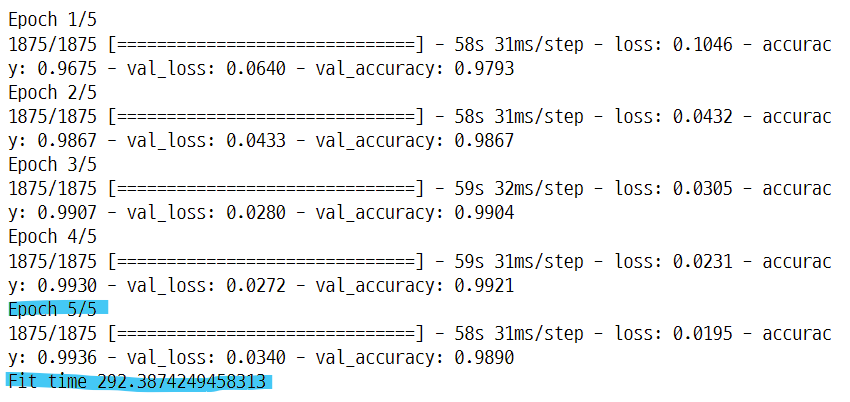 Epoch 1/5
1875/1875 [==============================] - 58s 31ms/step - loss: 0.1046 - accurac
y: 0.9675 - val_loss: 0.0640 - val_accuracy: 0.9793
Epoch 2/5
1875/1875 [==============================] - 58s 31ms/step - loss: 0.0432 - accurac
y: 0.9867 - val_loss: 0.0433 - val_accuracy: 0.9867
Epoch 3/5
1875/1875 [==============================] - 59s 32ms/step - loss: 0.0305 - accurac
y: 0.9907 - val_loss: 0.0280 - val_accuracy: 0.9904
Epoch 4/5
1875/1875 [==============================] - 59s 31ms/step - loss: 0.0231 - accurac
y: 0.9930 - val_loss: 0.0272 - val_accuracy: 0.9921
Epoch 5/5
1875/1875 [==============================] - 58s 31ms/step - loss: 0.0195 - accurac
y: 0.9936 - val_loss: 0.0340 - val_accuracy: 0.9890
Fit time 292.3874249458313